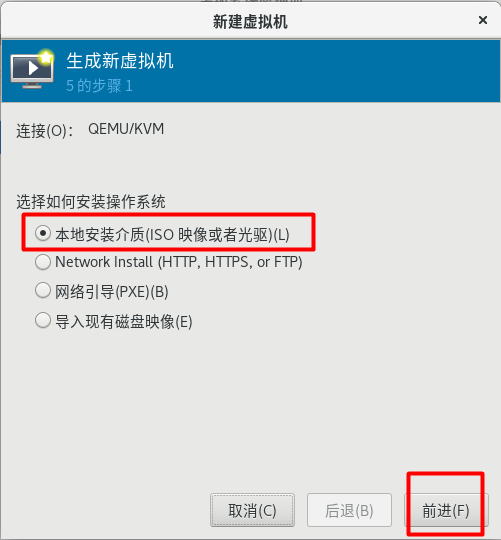 新建虚拟机
生成新虚拟机
5 的步骤 1
连接(O)： QEMU/KVM
选择如何安装操作系统
本地安装介质(ISO 映像或者光驱)(L)
Network Install (HTTP, HTTPS, or FTP)
网络引导(PXE)(B)
导入现有磁盘映像(E)
取消(C) 后退(B) 前进(F)